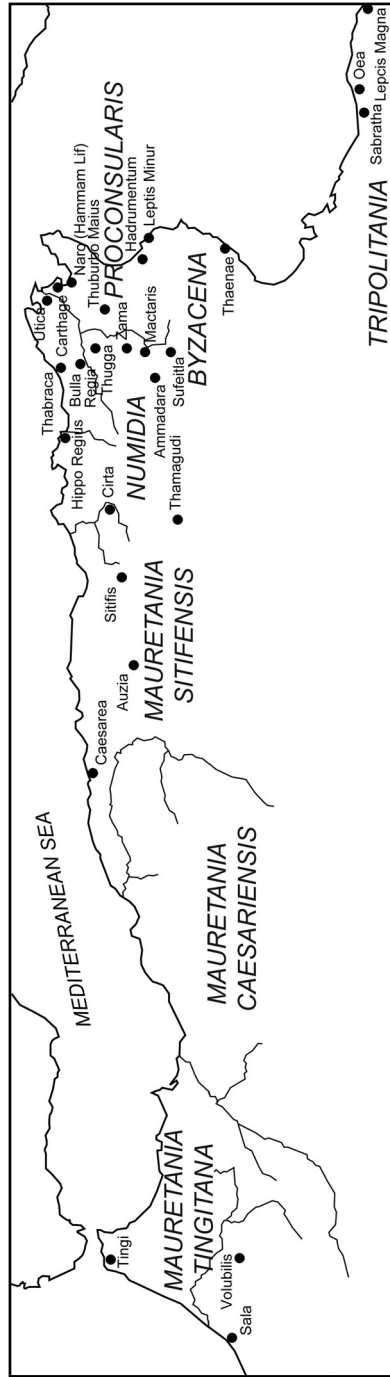 MEDITERRANEAN SEA
Tingi
Sala
Volubilis
MAURETANIA
TINGITANA
MAURETANIA
CAESARIENSIS
Caesarea
Auzia
Sitifis
MAURETANIA
SITIFENSIS
Cirta
Hippo Regius
Thamagudi
NUMIDIA
Thabraca
Bulla
Regia
Thugga
Zama
Mactaris
Ammadara
Sufeitla
Utica
Carthage
Naro (Hammam Lif)
Thuburbo Maius
PROCONSULARIS
Hadrumentum
Leptis Minur
BYZACENA
Thaenae
TRIPOLITANIA
Sabratha
Oea
Lepcis Magna